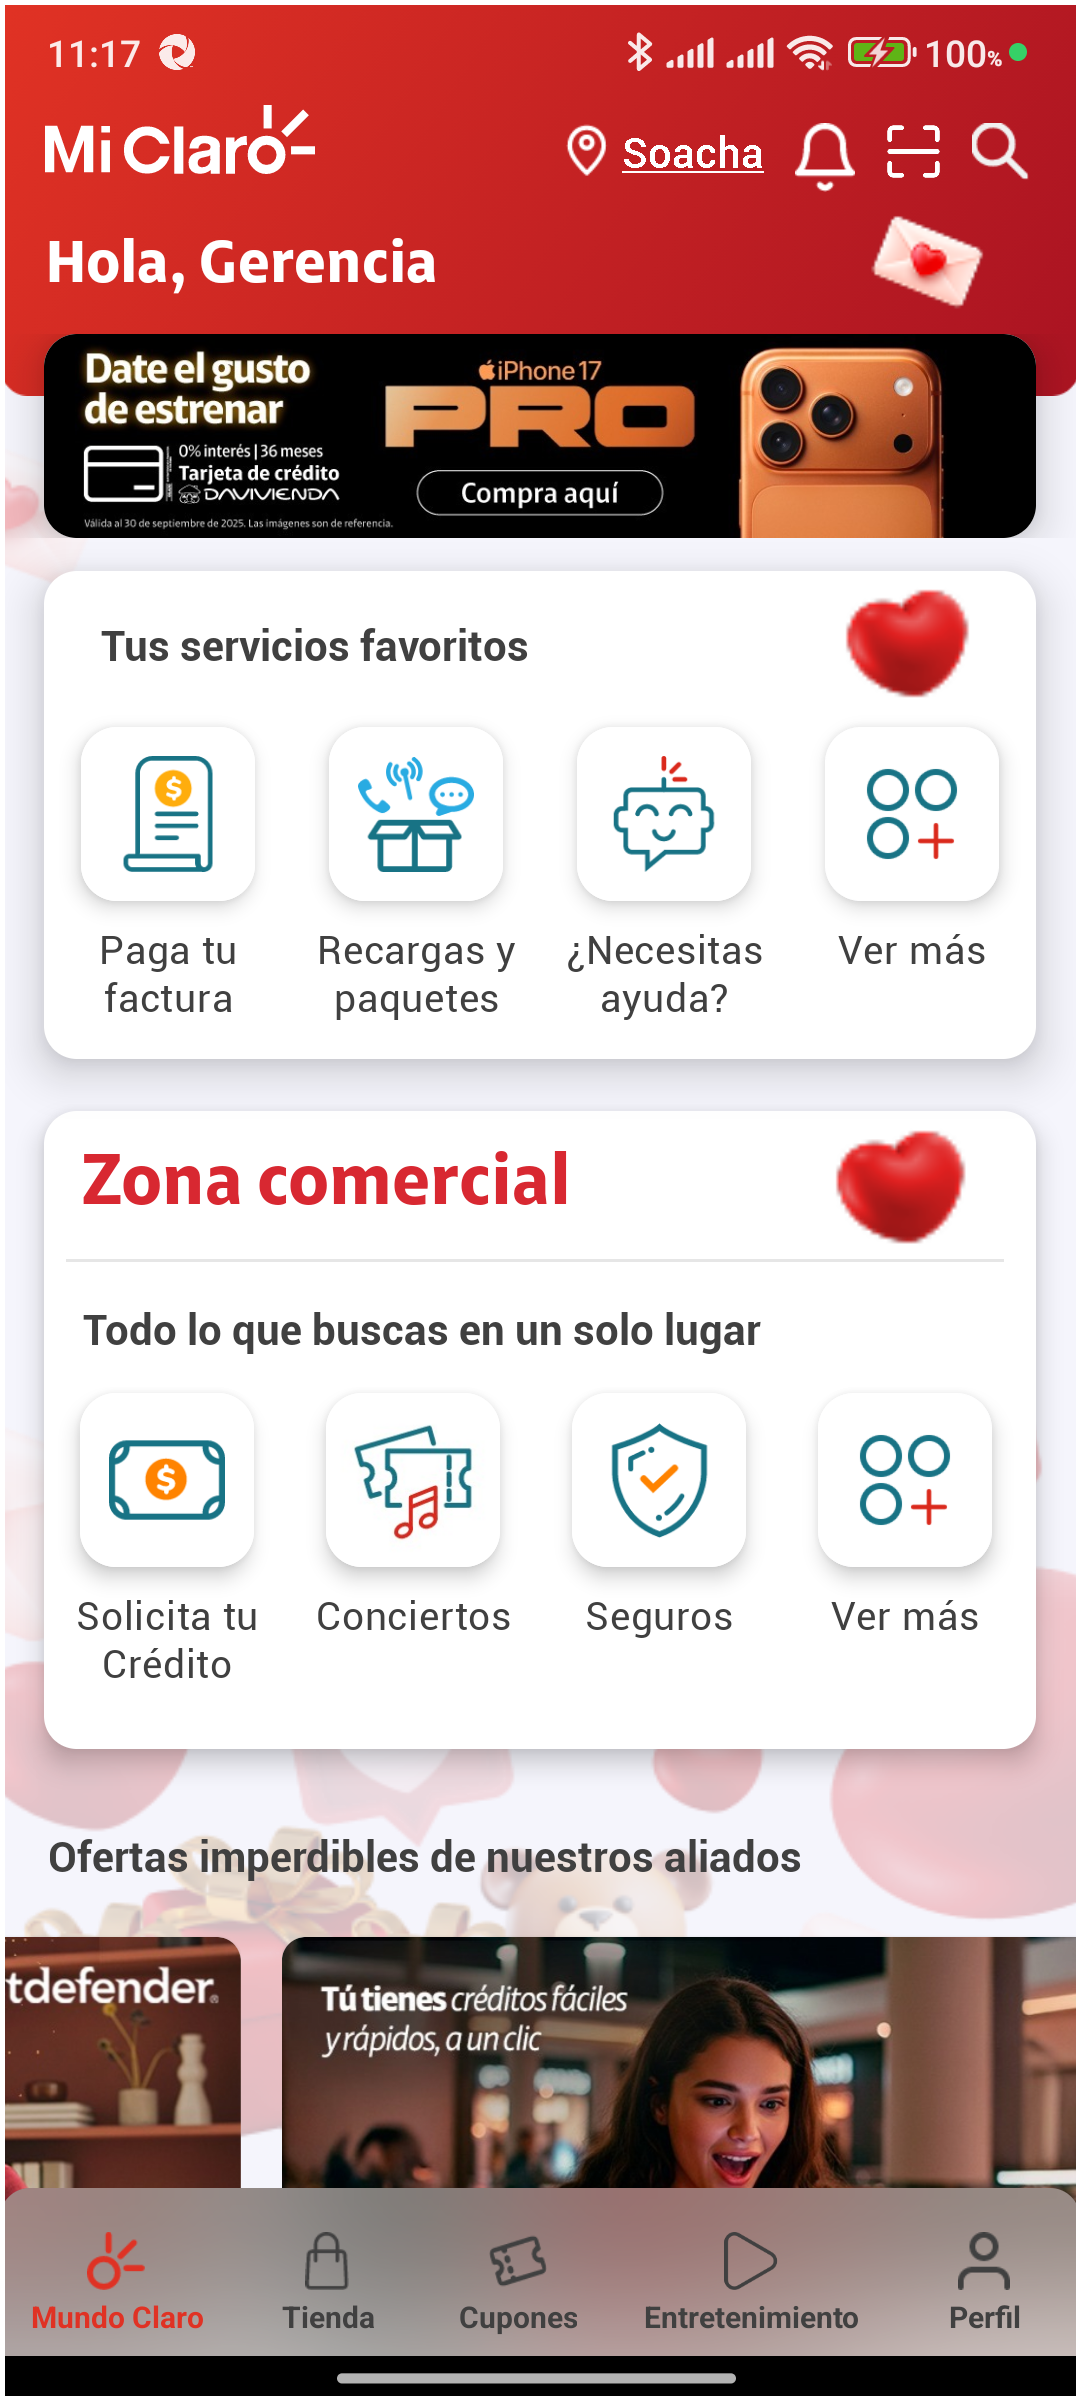 11:17
100%
Mi Claro
Soacha
Hola, Gerencia
Date el gusto
de estrenar
0% interés | 36 meses
Tarjeta de crédito
DAVIVIENDA
Válida al 30 de septiembre de 2025. Las imágenes son de referencia.
iPhone 17
PRO
Compra aquí
Tus servicios favoritos
Paga tu
factura
Recargas y
paquetes
¿Necesitas
ayuda?
Ver más
Zona comercial
Todo lo que buscas en un solo lugar
Solicita tu
Crédito
Conciertos
Seguros
Ver más
Ofertas imperdibles de nuestros aliados
tdefender
Tú tienes créditos fáciles
y rápidos, a un clic
Mundo Claro
Tienda
Cupones
Entretenimiento
Perfil